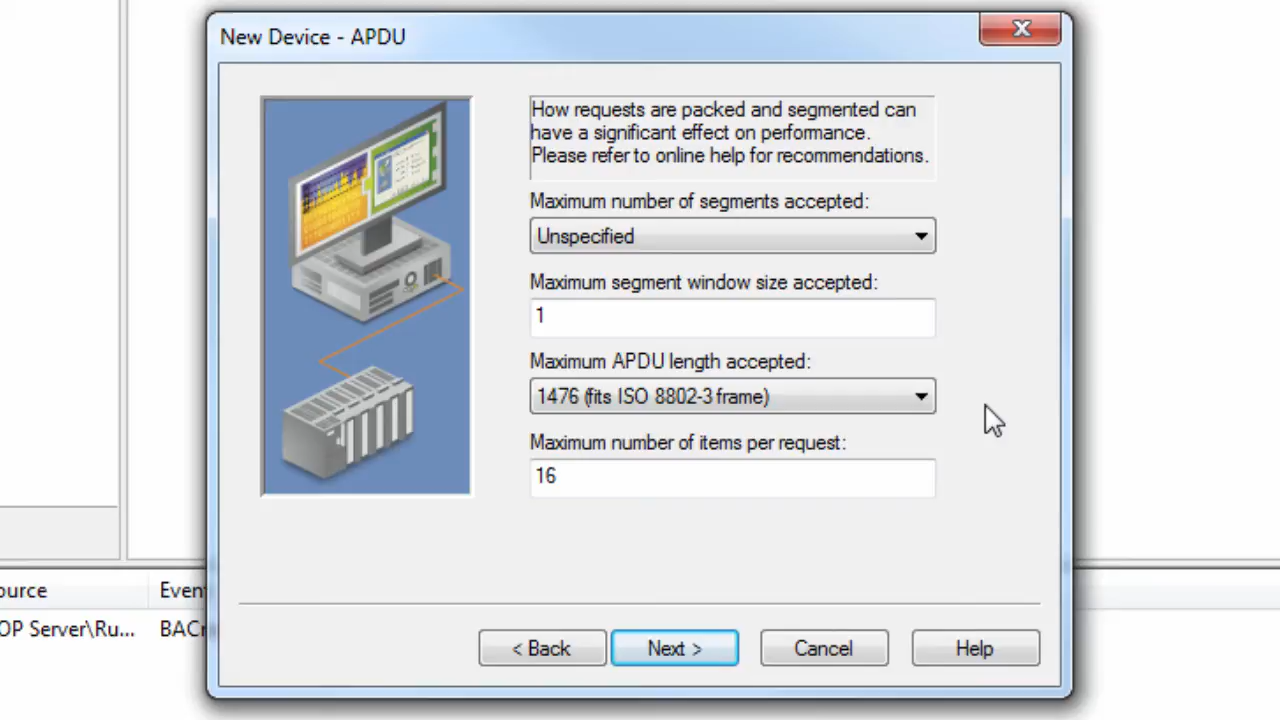 New Device - APDU
How requests are packed and segmented can
have a significant effect on performance.
Please refer to online help for recommendations.
Maximum number of segments accepted:
Unspecified
Maximum segment window size accepted:
1
Maximum APDU length accepted:
1476 (fits ISO 8802-3 frame)
Maximum number of items per request:
16
ource Even
OP Server\Ru... BACn
< Back Next > Cancel Help